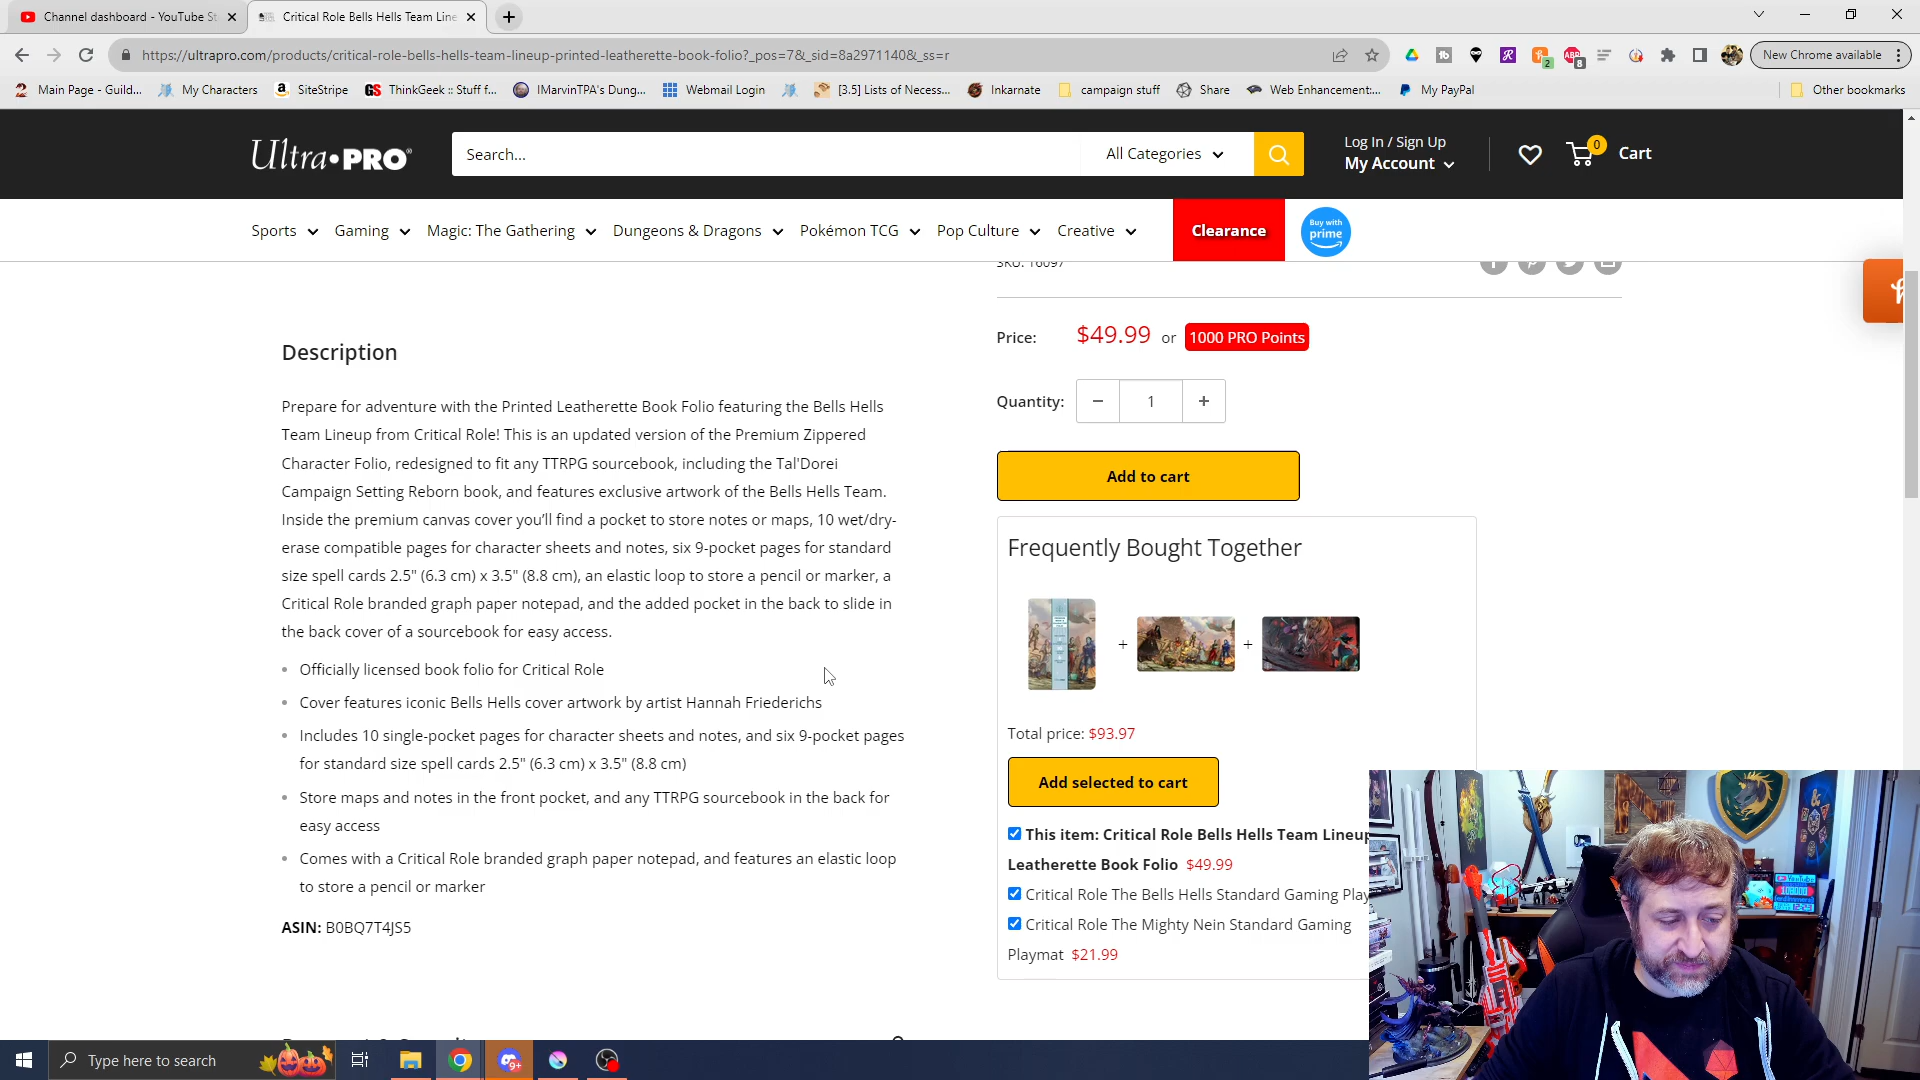 Channel dashboard - YouTube St
Critical Role Bells Hells Team Line
https://ultrapro.com/products/critical-role-bells-hells-team-lineup-printed-leatherette-book-folio?_pos=7&_sid=8a2971140&_ss=r
New Chrome available
Main Page - Guild...
My Characters
SiteStripe
ThinkGeek :: Stuff f...
IMarvinTPA's Dung...
Webmail Login
[3.5] Lists of Necess...
Inkarnate
campaign stuff
Share
Web Enhancement:...
My PayPal
Other bookmarks
Ultra•PRO
Search...
All Categories
Log In / Sign Up
My Account
0
Cart
Sports
Gaming
Magic: The Gathering
Dungeons & Dragons
Pokémon TCG
Pop Culture
Creative
Clearance
Buy with
prime
SKU: 16097
Price: $49.99 or 1000 PRO Points
Quantity: − 1 +
Add to cart
Description
Prepare for adventure with the Printed Leatherette Book Folio featuring the Bells Hells
Team Lineup from Critical Role! This is an updated version of the Premium Zippered
Character Folio, redesigned to fit any TTRPG sourcebook, including the Tal'Dorei
Campaign Setting Reborn book, and features exclusive artwork of the Bells Hells Team.
Inside the premium canvas cover you'll find a pocket to store notes or maps, 10 wet/dry-
erase compatible pages for character sheets and notes, six 9-pocket pages for standard
size spell cards 2.5" (6.3 cm) x 3.5" (8.8 cm), an elastic loop to store a pencil or marker, a
Critical Role branded graph paper notepad, and the added pocket in the back to slide in
the back cover of a sourcebook for easy access.
• Officially licensed book folio for Critical Role
• Cover features iconic Bells Hells cover artwork by artist Hannah Friederichs
• Includes 10 single-pocket pages for character sheets and notes, and six 9-pocket pages
for standard size spell cards 2.5" (6.3 cm) x 3.5" (8.8 cm)
• Store maps and notes in the front pocket, and any TTRPG sourcebook in the back for
easy access
• Comes with a Critical Role branded graph paper notepad, and features an elastic loop
to store a pencil or marker
ASIN: B0BQ7T4JS5
Frequently Bought Together
+
+
Total price: $93.97
Add selected to cart
This item: Critical Role Bells Hells Team Lineup
Leatherette Book Folio $49.99
Critical Role The Bells Hells Standard Gaming Play
Critical Role The Mighty Nein Standard Gaming
Playmat $21.99
YouTube
Type here to search
9+